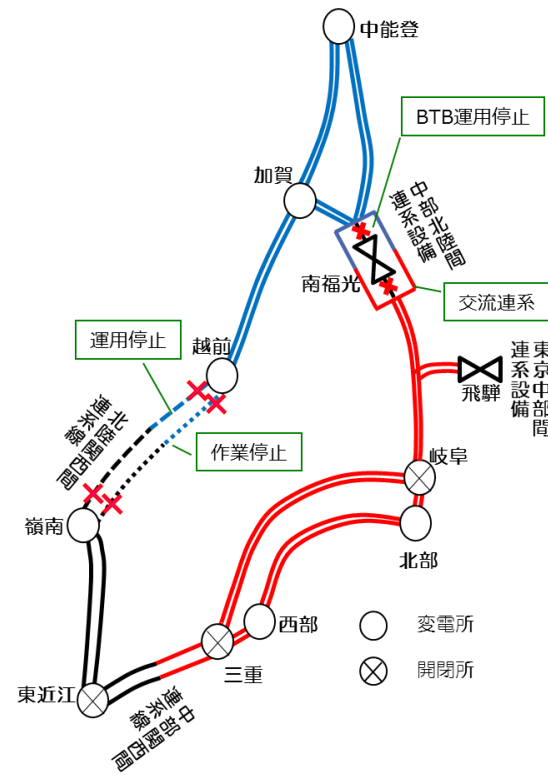 中能登
BTB運用停止
加賀
中部北陸間
連系設備
南福光
交流連系
運用停止
越前
東京中部間
連系設備
飛騨
北陸関西間
連系線
作業停止
岐阜
嶺南
北部
西部
変電所
三重
開閉所
東近江
中部関西間
連系線